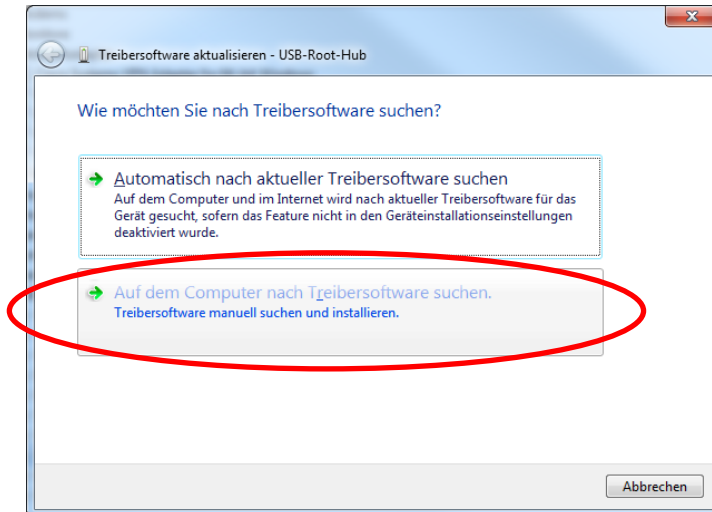 Treibersoftware aktualisieren - USB-Root-Hub
Wie möchten Sie nach Treibersoftware suchen?
Automatisch nach aktueller Treibersoftware suchen
Auf dem Computer und im Internet wird nach aktueller Treibersoftware für das
Gerät gesucht, sofern das Feature nicht in den Geräteinstallationseinstellungen
deaktiviert wurde.
Auf dem Computer nach Treibersoftware suchen.
Treibersoftware manuell suchen und installieren.
Abbrechen